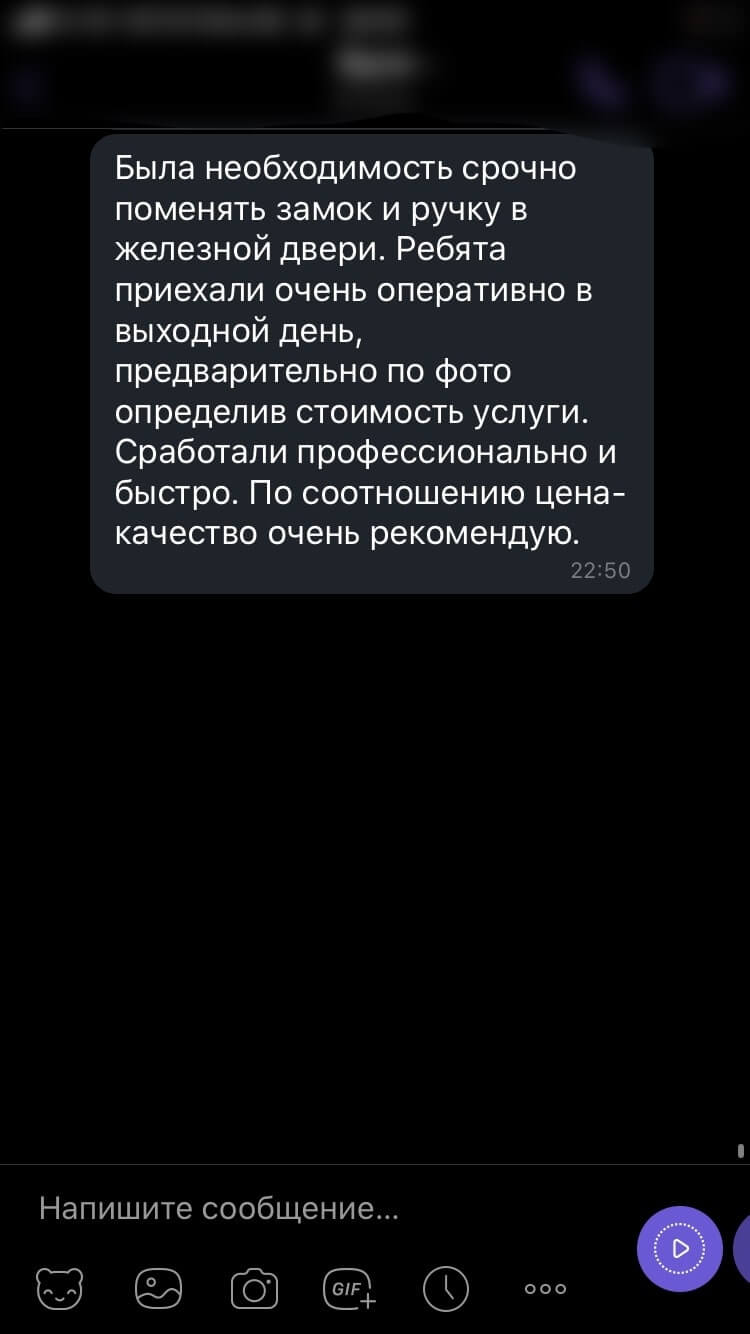 Была необходимость срочно
поменять замок и ручку в
железной двери. Ребята
приехали очень оперативно в
выходной день,
предварительно по фото
определив стоимость услуги.
Сработали профессионально и
быстро. По соотношению цена-
качество очень рекомендую.
22:50
Напишите сообщение...
GIF